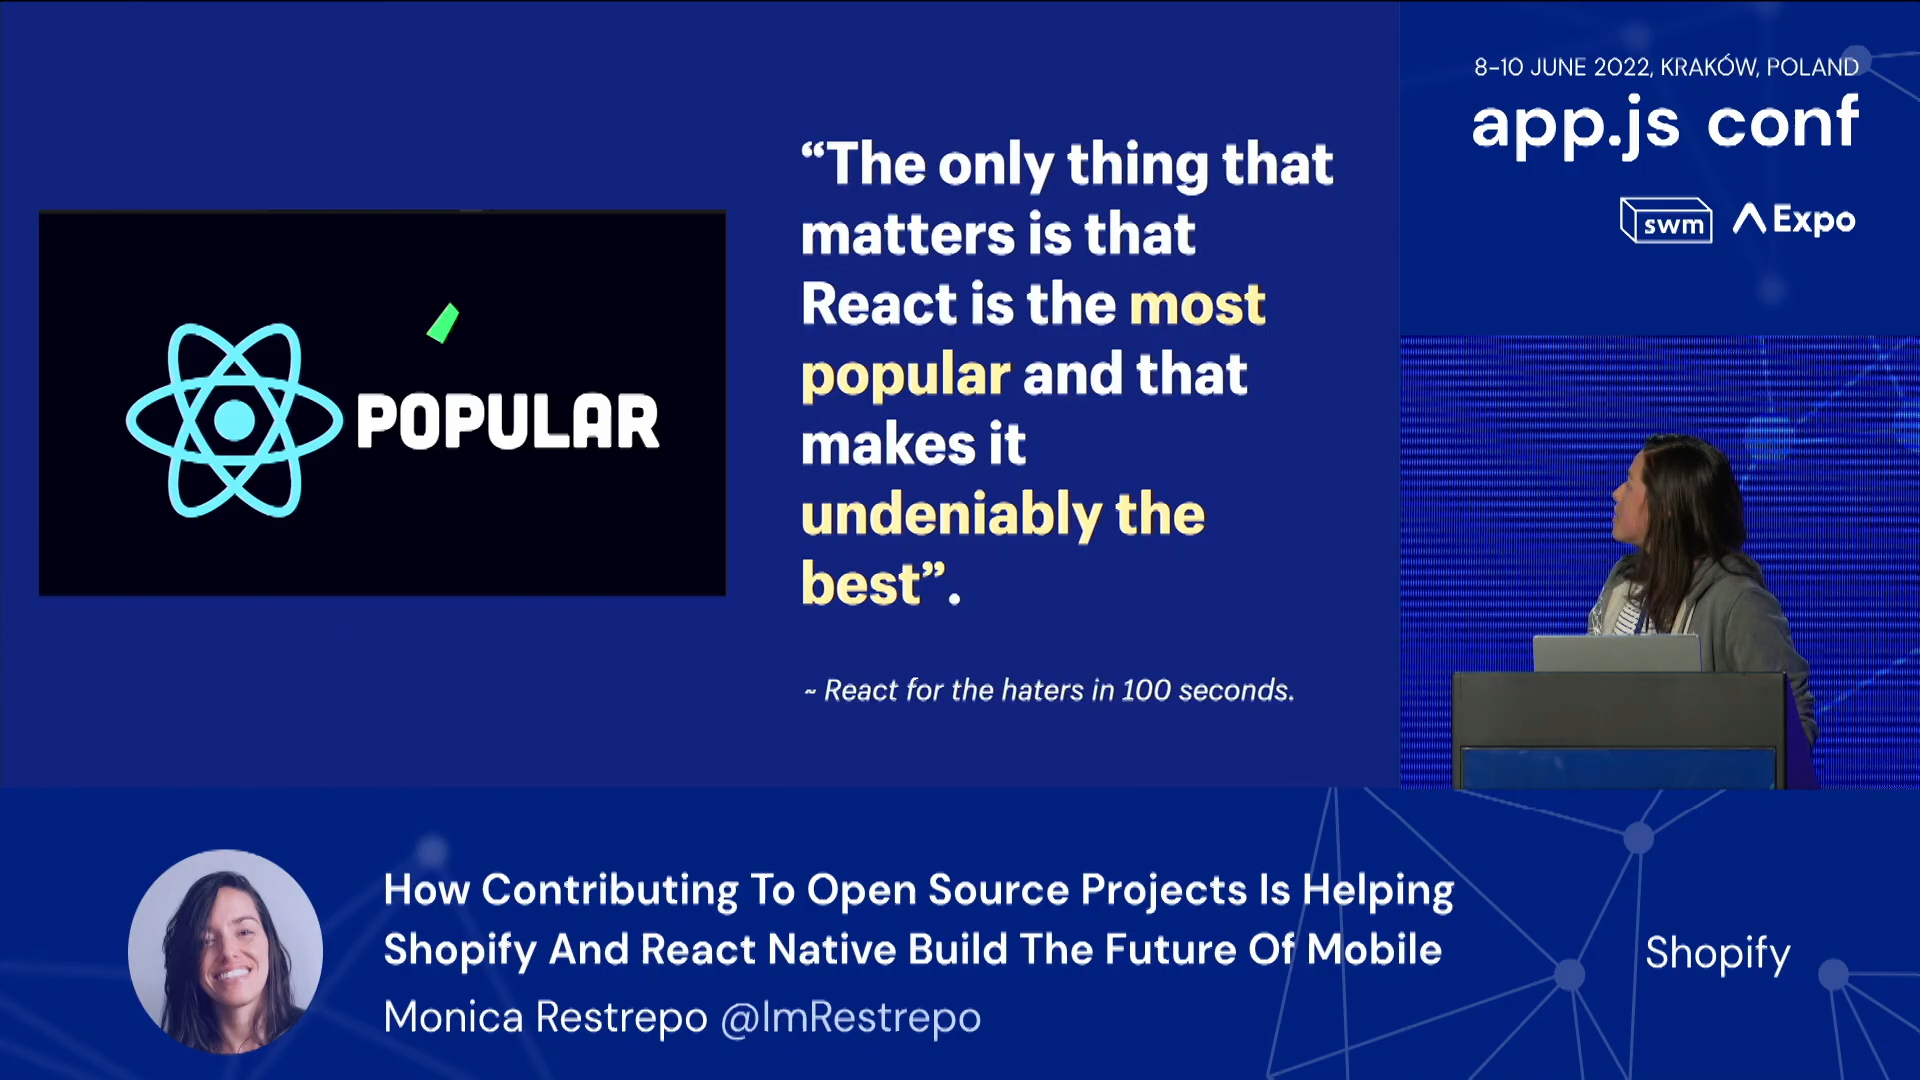 8–10 JUNE 2022, KRAKÓW, POLAND
app.js conf
swm Expo
POPULAR
“The only thing that
matters is that
React is the most
popular and that
makes it
undeniably the
best”.
~ React for the haters in 100 seconds.
How Contributing To Open Source Projects Is Helping
Shopify And React Native Build The Future Of Mobile
Monica Restrepo @ImRestrepo
Shopify